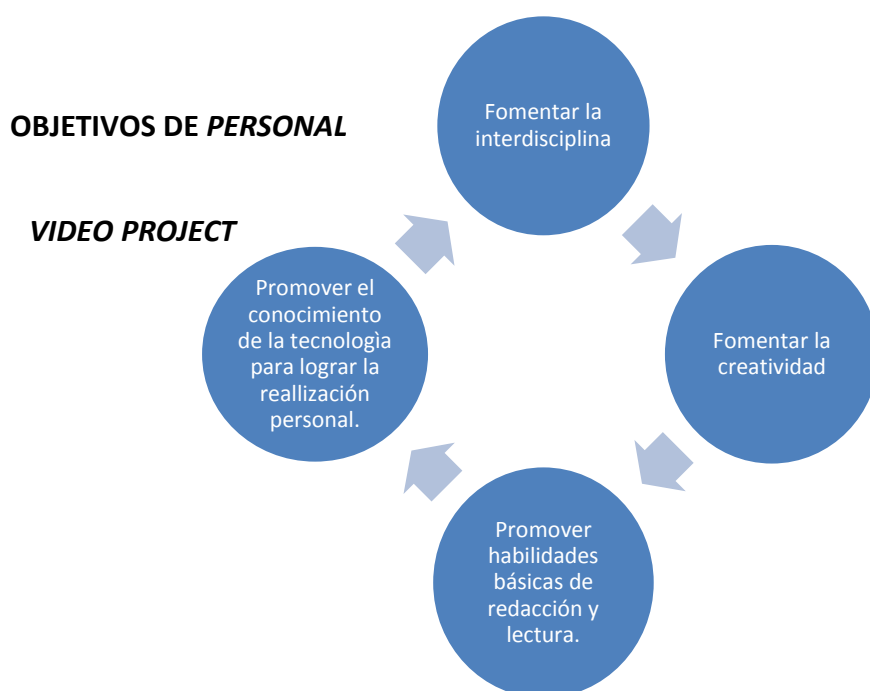 OBJETIVOS DE PERSONAL
VIDEO PROJECT
Fomentar la
interdisciplina
Fomentar la
creatividad
Promover
habilidades
básicas de
redacción y
lectura.
Promover el
conocimiento
de la tecnologìa
para lograr la
reallización
personal.